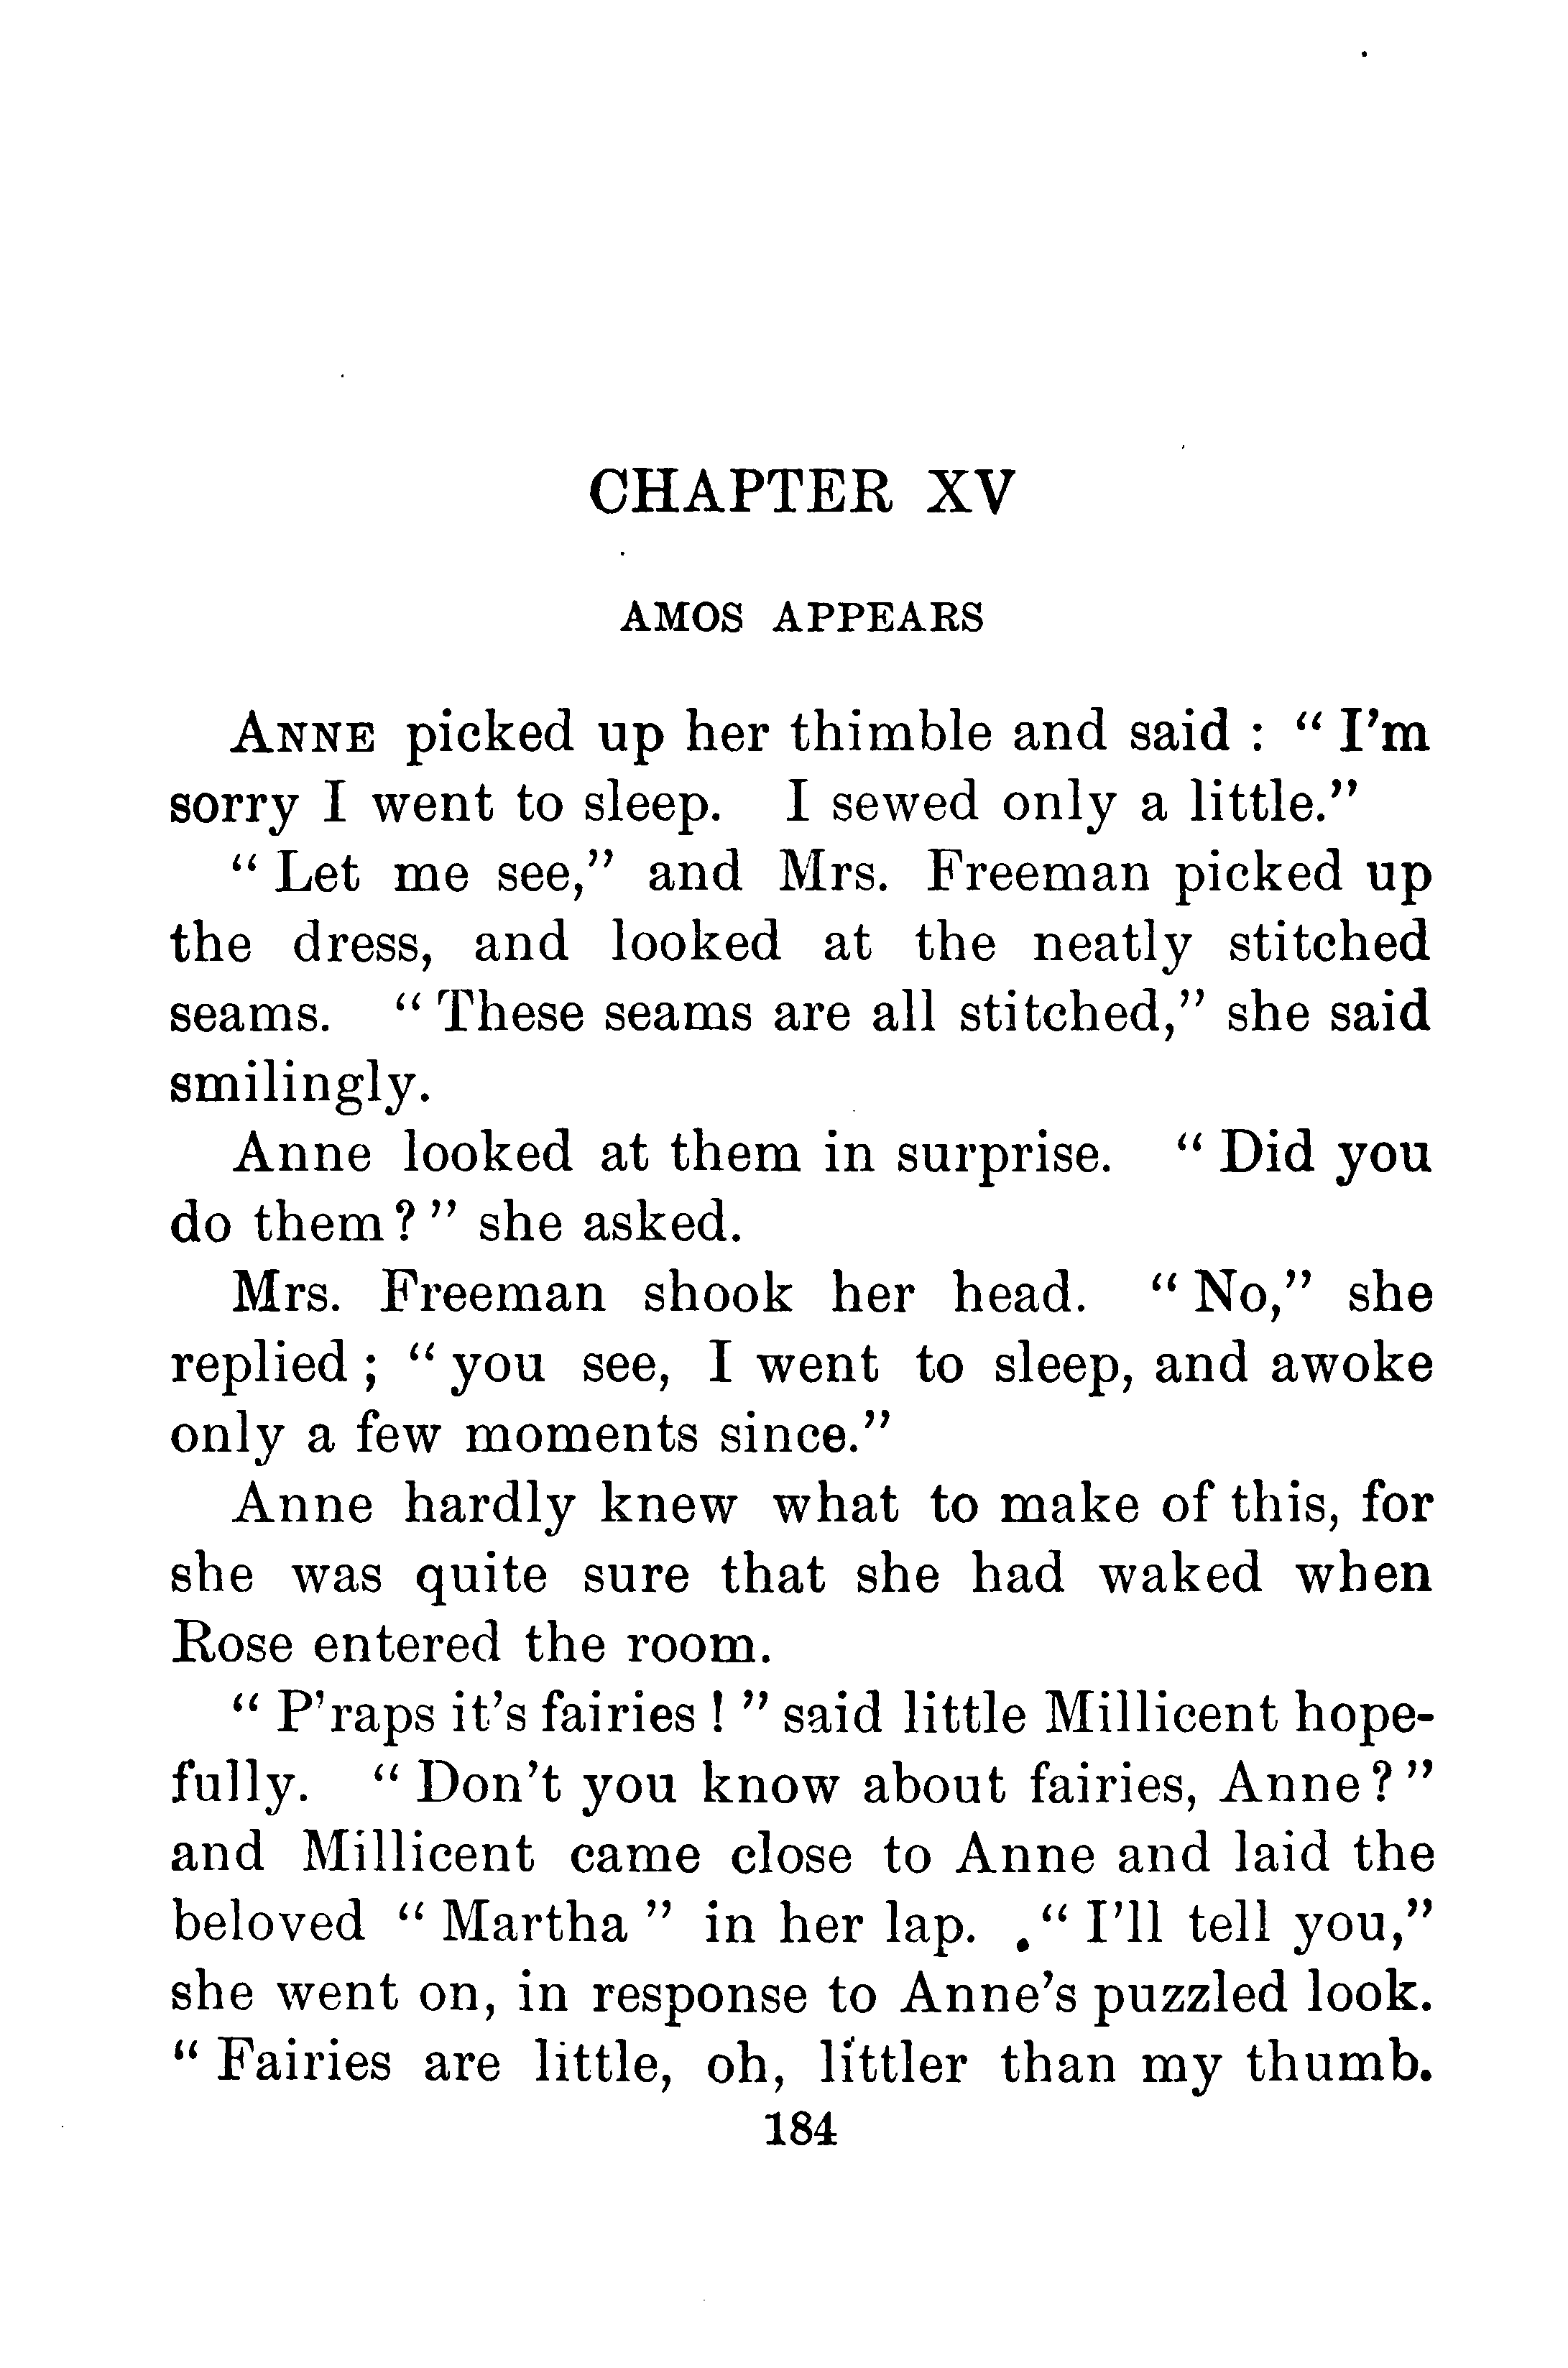 CHAPTER XV
AMOS APPEARS
ANNE picked up her thimble and said : “ I’m
sorry I went to sleep. I sewed only a little.”
“ Let me see,” and Mrs. Freeman picked up
the dress, and looked at the neatly stitched
seams. “ These seams are all stitched,” she said
smilingly.
Anne looked at them in surprise. “ Did you
do them ? ” she asked.
Mrs. Freeman shook her head. “ No,” she
replied ; “ you see, I went to sleep, and awoke
only a few moments since.”
Anne hardly knew what to make of this, for
she was quite sure that she had waked when
Rose entered the room.
“ P’raps it’s fairies ! ” said little Millicent hope-
fully. “ Don’t you know about fairies, Anne ? ”
and Millicent came close to Anne and laid the
beloved “ Martha ” in her lap. “ I’ll tell you,”
she went on, in response to Anne’s puzzled look.
“ Fairies are little, oh, littler than my thumb.
184